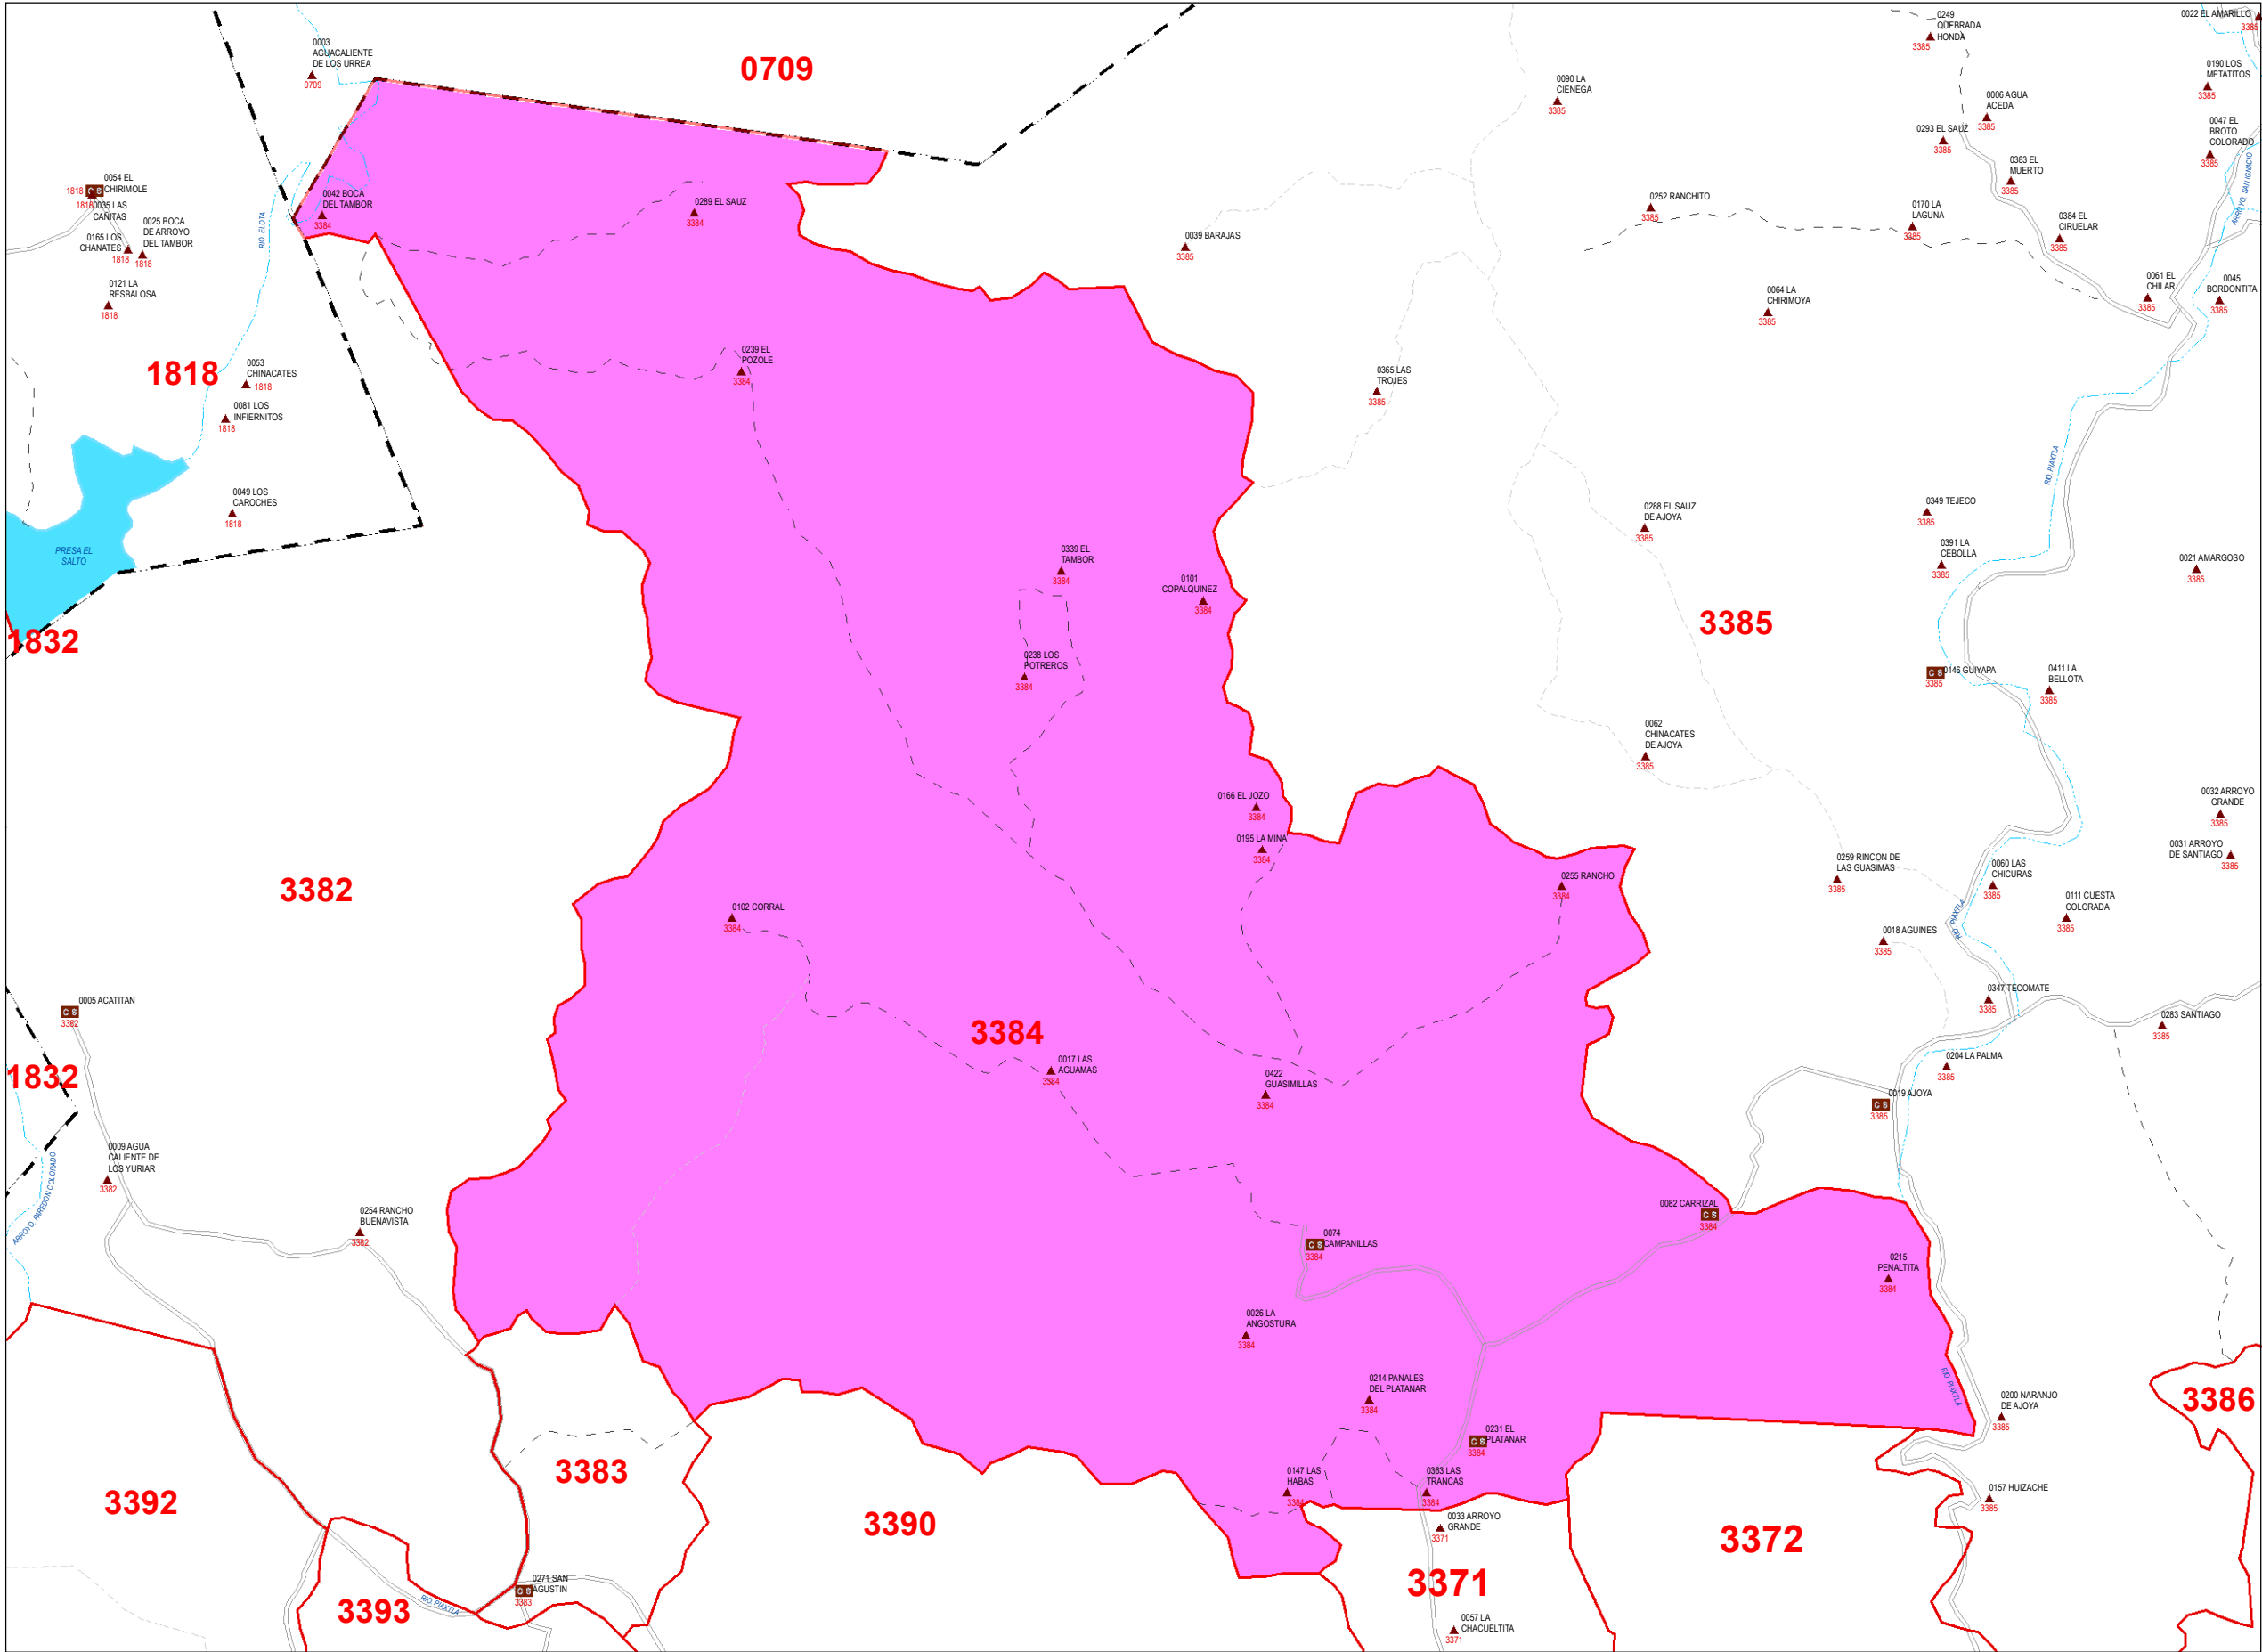 0003
AGUACALIENTE
DE LOS URREA
0709
0709
0249
QUEBRADA
HONDA
3385
0022 EL AMARILLO
3385
0090 LA
CIENEGA
3385
0190 LOS
METATITOS
3385
0006 AGUA
ACEDA
3385
0293 EL SAUZ
3385
0047 EL
BROTO
COLORADO
3385
0383 EL
MUERTO
3385
ARROYO SAN IGNACIO
0054 EL
CHIRIMOLE
C S
1818
1818
0035 LAS
CAÑITAS
0025 BOCA
DE ARROYO
DEL TAMBOR
1818
0165 LOS
CHANATES
1818
0042 BOCA
DEL TAMBOR
3384
RIO. ELOTA
0289 EL SAUZ
3384
0252 RANCHITO
3385
0170 LA
LAGUNA
3385
0384 EL
CIRUELAR
3385
0039 BARAJAS
3385
0121 LA
RESBALOSA
1818
0064 LA
CHIRIMOYA
3385
0061 EL
CHILAR
3385
0045
BORDONTITA
3385
1818
0053
CHINACATES
1818
0239 EL
POZOLE
3384
0365 LAS
TROJES
3385
0081 LOS
INFIERNITOS
1818
0049 LOS
CAROCHES
1818
RIO. PIAXTLA
0288 EL SAUZ
DE AJOYA
3385
0349 TEJECO
3385
PRESA EL
SALTO
0339 EL
TAMBOR
3384
0101
COPALQUINEZ
3384
0391 LA
CEBOLLA
3385
0021 AMARGOSO
3385
1832
3385
0238 LOS
POTREROS
3384
C S
0146 GUIYAPA
3385
0411 LA
BELLOTA
3385
0062
CHINACATES
DE AJOYA
3385
0166 EL JOZO
3384
0032 ARROYO
GRANDE
3385
0195 LA MINA
3384
0031 ARROYO
DE SANTIAGO
3385
3382
0255 RANCHO
3384
0259 RINCON DE
LAS GUASIMAS
3385
0060 LAS
CHICURAS
3385
0102 CORRAL
3384
0111 CUESTA
COLORADA
3385
RIO. PIAXTLA
0018 AGUINES
3385
0005 ACATITAN
C S
3382
0347 TECOMATE
3385
0283 SANTIAGO
3385
3384
1832
0017 LAS
AGUAMAS
3384
0422
GUASIMILLAS
3384
0204 LA PALMA
3385
0019 AJOYA
C S
3385
0009 AGUA
CALIENTE DE
LOS YURIAR
3382
ARROYO PAREDON COLORADO
0254 RANCHO
BUENAVISTA
3382
0082 CARRIZAL
C S
3384
0074
CAMPANILLAS
C S
3384
0215
PENALTITA
3384
0026 LA
ANGOSTURA
3384
0214 PANALES
DEL PLATANAR
3384
RIO. PIAXTLA
0200 NARANJO
DE AJOYA
3385
3386
0231 EL
PLATANAR
C S
3384
3383
0147 LAS
HABAS
3384
0363 LAS
TRANCAS
3384
0157 HUIZACHE
3385
3392
3390
0033 ARROYO
GRANDE
3371
3372
3371
0271 SAN
AGUSTIN
C S
3383
3393
RIO. PIAXTLA
0057 LA
CHACUELTITA
3371